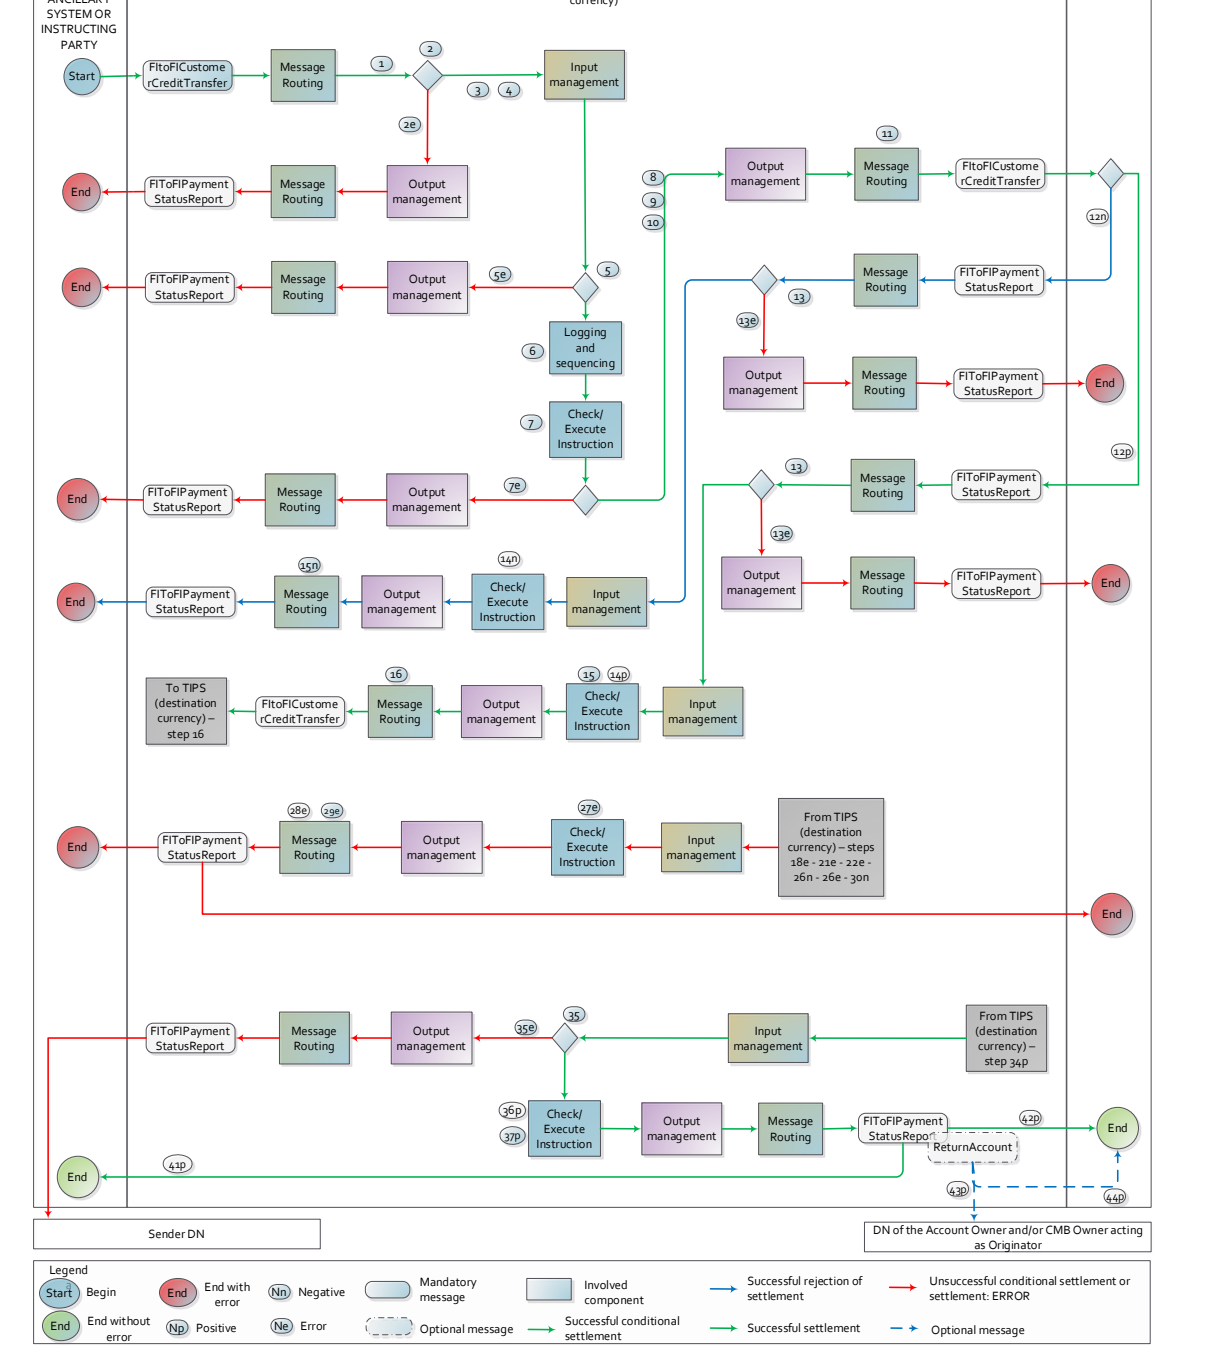 ANCILLARY
SYSTEM OR
INSTRUCTING
PARTY
currency)
Start
FItoFICustome
rCreditTransfer
Message
Routing
1
2
3
4
Input
management
2e
End
FIToFIPayment
StatusReport
Message
Routing
Output
management
8
9
10
Output
management
11
Message
Routing
FItoFICustome
rCreditTransfer
12n
End
FIToFIPayment
StatusReport
Message
Routing
Output
management
5e
5
13
Message
Routing
FIToFIPayment
StatusReport
13e
Logging
and
sequencing
6
Output
management
Message
Routing
FIToFIPayment
StatusReport
End
7
Check/
Execute
Instruction
12p
End
FIToFIPayment
StatusReport
Message
Routing
Output
management
7e
13
Message
Routing
FIToFIPayment
StatusReport
13e
Output
management
Message
Routing
FIToFIPayment
StatusReport
End
End
FIToFIPayment
StatusReport
15n
Message
Routing
Output
management
14n
Check/
Execute
Instruction
Input
management
To TIPS
(destination
currency) –
step 16
FItoFICustome
rCreditTransfer
16
Message
Routing
Output
management
15
14p
Check/
Execute
Instruction
Input
management
End
FIToFIPayment
StatusReport
28e
29e
Message
Routing
Output
management
27e
Check/
Execute
Instruction
Input
management
From TIPS
(destination
currency) – steps
18e - 21e - 22e -
26n - 26e - 30n
End
FIToFIPayment
StatusReport
Message
Routing
Output
management
35e
35
Input
management
From TIPS
(destination
currency) –
step 34p
36p
37p
Check/
Execute
Instruction
Output
management
Message
Routing
FIToFIPayment
StatusReport
ReturnAccount
42p
End
End
41p
43p
44p
Sender DN
DN of the Account Owner and/or CMB Owner acting
as Originator
Legend
Start
Begin
End
End with
error
Nn
Negative
Mandatory
message
Involved
component
Successful rejection of
settlement
Unsuccessful conditional settlement or
settlement: ERROR
End
End without
error
Np
Positive
Ne
Error
Optional message
Successful conditional
settlement
Successful settlement
Optional message